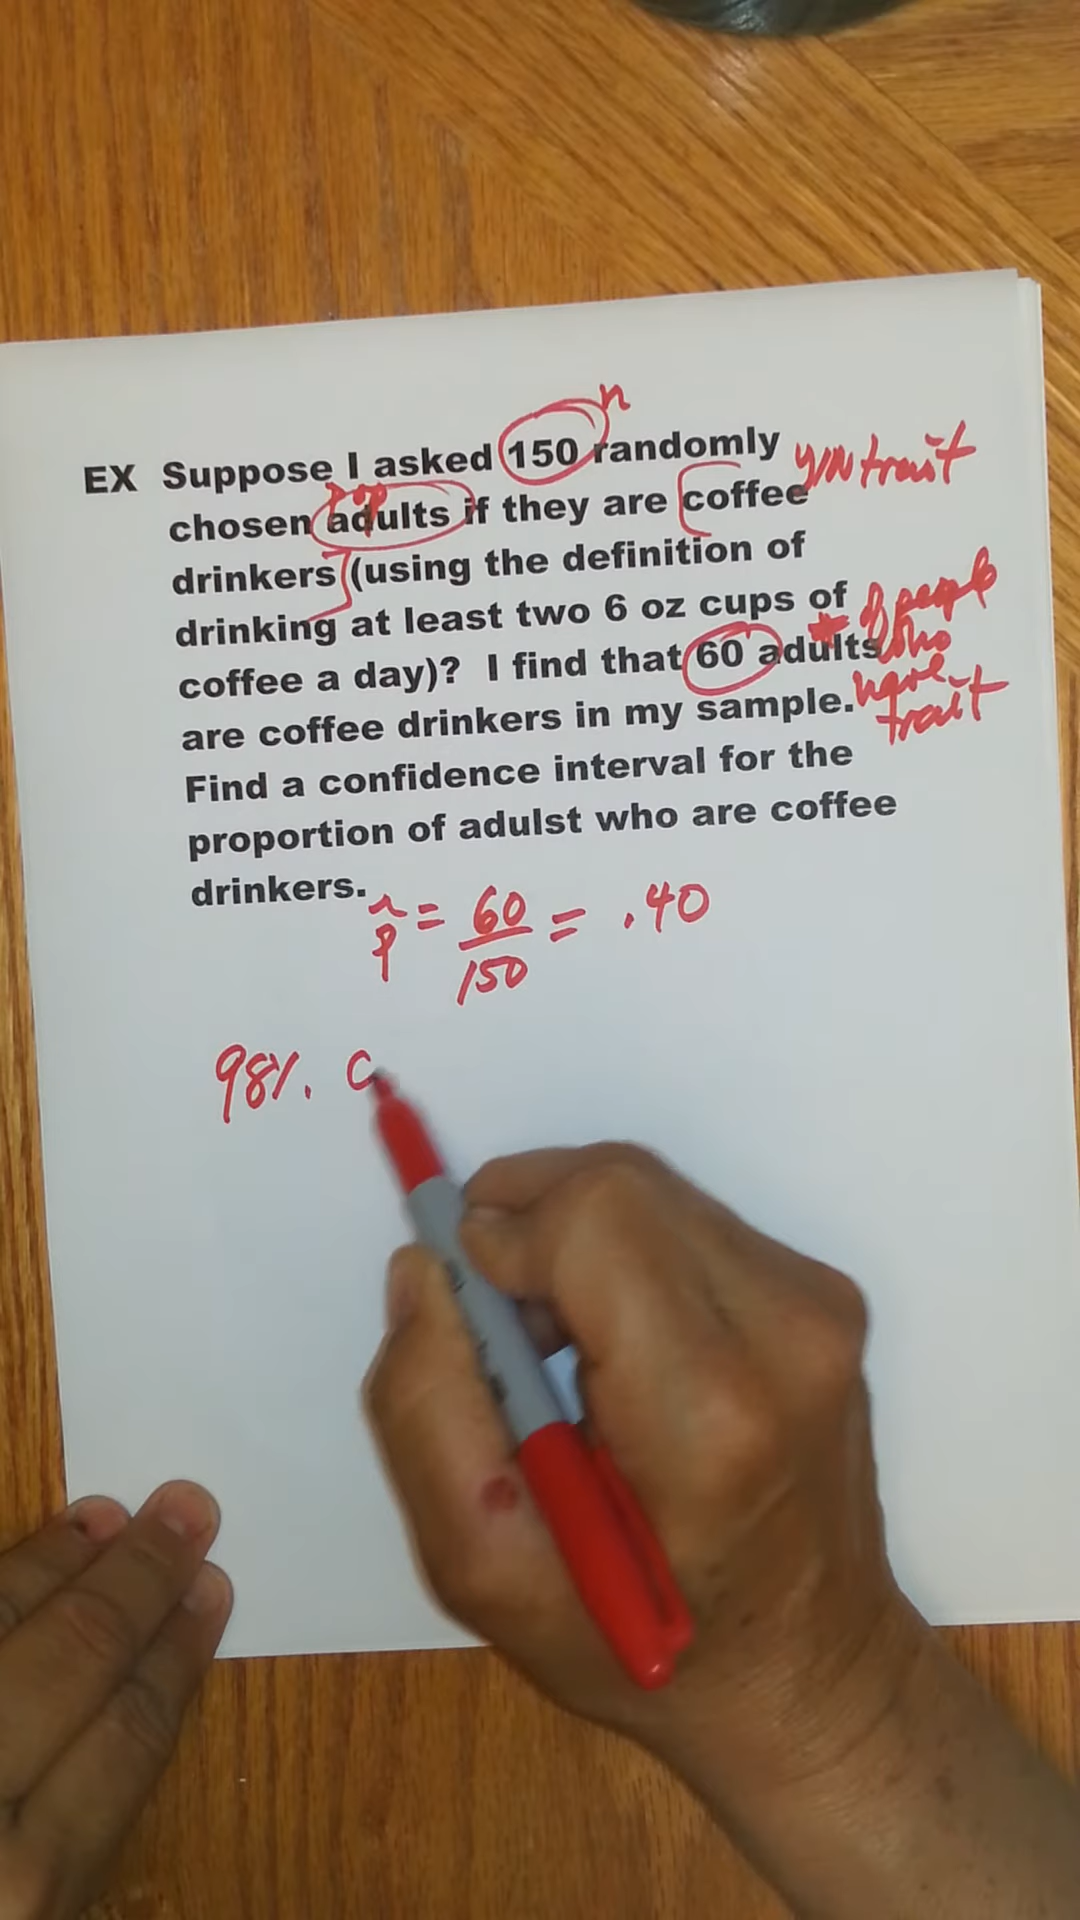 n
EX Suppose I asked 150 randomly
y/n trait
pop
chosen adults if they are coffee
drinkers (using the definition of
drinking at least two 6 oz cups of
# of people
coffee a day)? I find that 60 adults
who
have
are coffee drinkers in my sample.
trait
Find a confidence interval for the
proportion of adulst who are coffee
drinkers.
p̂ = 60/150 = .40
98% C